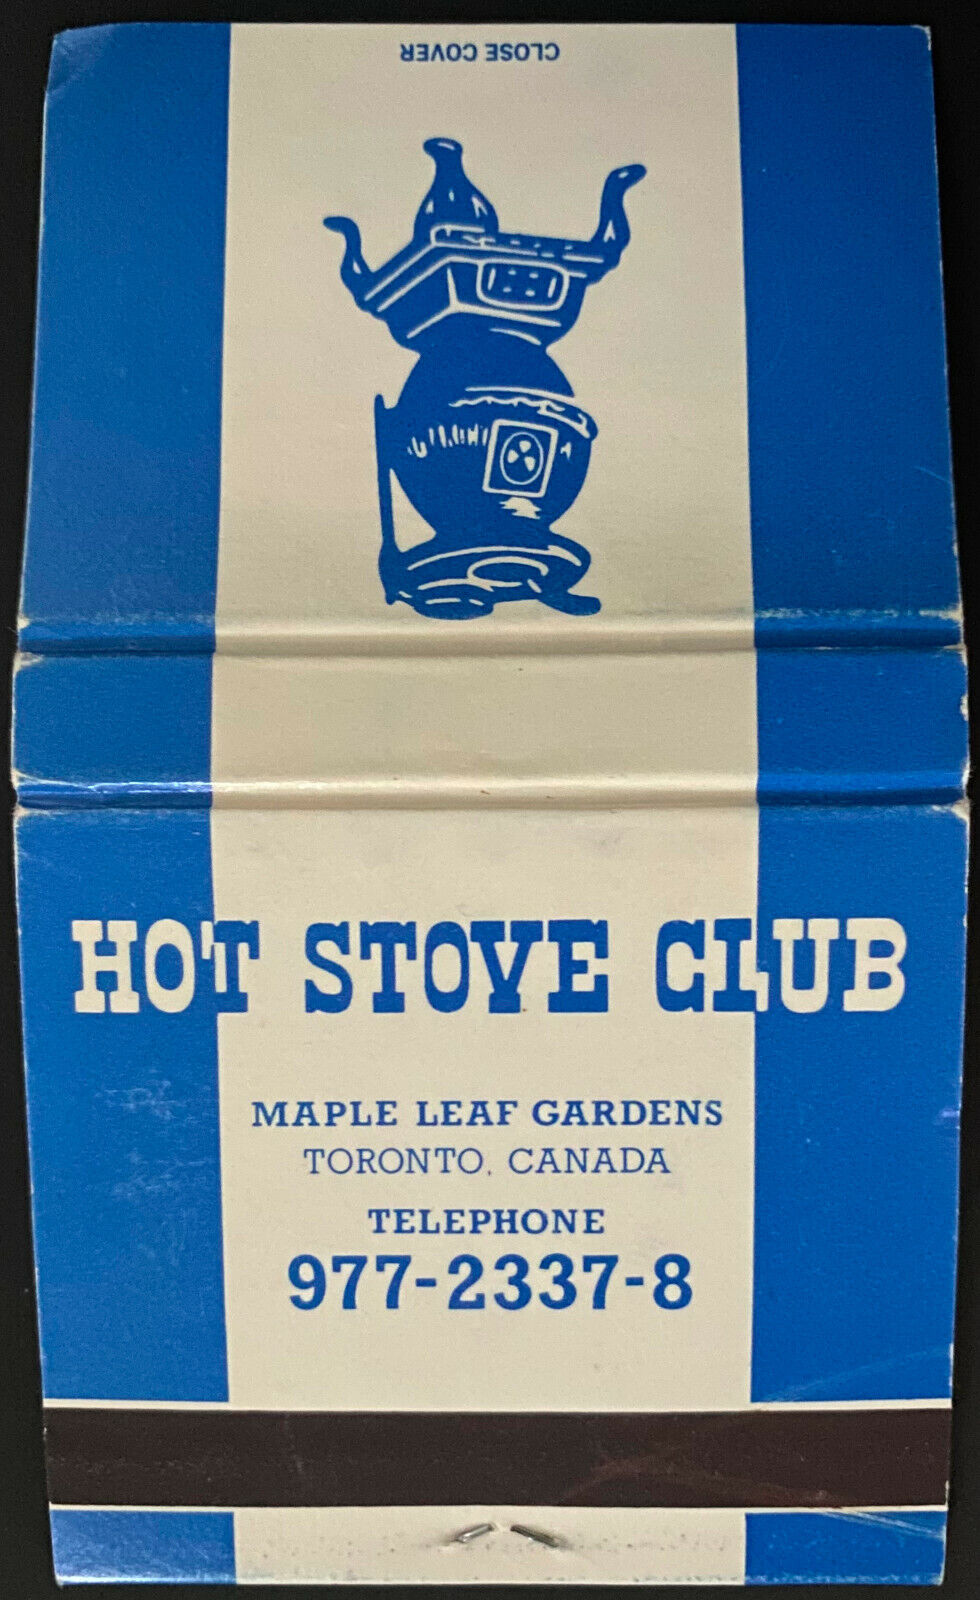 CLOSE COVER
HOT STOVE CLUB
MAPLE LEAF GARDENS
TORONTO, CANADA
TELEPHONE
977-2337-8